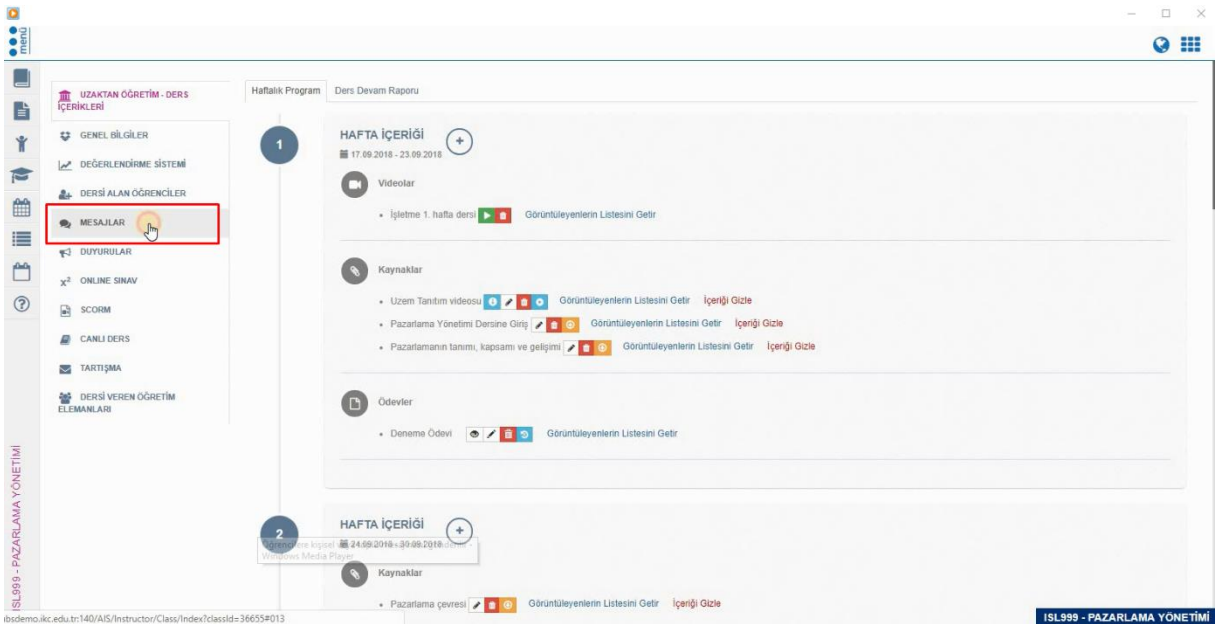 menü
UZAKTAN ÖĞRETİM - DERS
İÇERİKLERİ
GENEL BİLGİLER
DEĞERLENDİRME SİSTEMİ
DERSİ ALAN ÖĞRENCİLER
MESAJLAR
DUYURULAR
x² ONLINE SINAV
SCORM
CANLI DERS
TARTIŞMA
DERSİ VEREN ÖĞRETİM
ELEMANLARI
ISL999 - PAZARLAMA YÖNETİMİ
Haftalık Program Ders Devam Raporu
1
HAFTA İÇERİĞİ
17.09.2018 - 23.09.2018
Videolar
İşletme 1. hafta dersi Görüntüleyenlerin Listesini Getir
Kaynaklar
Uzem Tanıtım videosu Görüntüleyenlerin Listesini Getir İçeriği Gizle
Pazarlama Yönetimi Dersine Giriş Görüntüleyenlerin Listesini Getir İçeriği Gizle
Pazarlamanın tanımı, kapsamı ve gelişimi Görüntüleyenlerin Listesini Getir İçeriği Gizle
Ödevler
Deneme Ödevi Görüntüleyenlerin Listesini Getir
2
HAFTA İÇERİĞİ
24.09.2018 - 30.09.2018
Windows Media Player
Kaynaklar
Pazarlama çevresi Görüntüleyenlerin Listesini Getir İçeriği Gizle
ibsdemo.ikc.edu.tr:140/AIS/Instructor/Class/Index?classId=36655#013
ISL999 - PAZARLAMA YÖNETİMİ